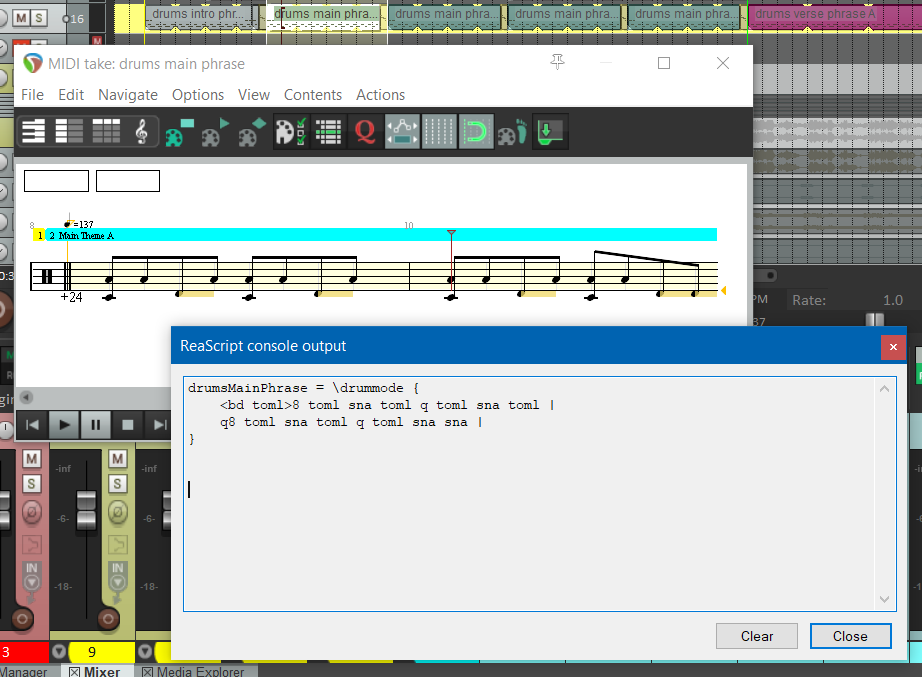 M S
16
drums intro phr...
drums main phra...
drums main phra...
drums main phra...
drums main phra...
drums verse phrase A
M
MIDI take: drums main phrase
File Edit Navigate Options View Contents Actions
Q
8
=137
10
1 2 Main Theme A
+24
Rate: 1.0
PM
ReaScript console output
drumsMainPhrase = \drummode {
<bd toml>8 toml sna toml q toml sna toml |
q8 toml sna toml q toml sna sna |
}
Clear Close
M M
S S
-inf -inf
-6- -6-
IN IN
-18- -18-
3 9
Manager Mixer Media Explorer